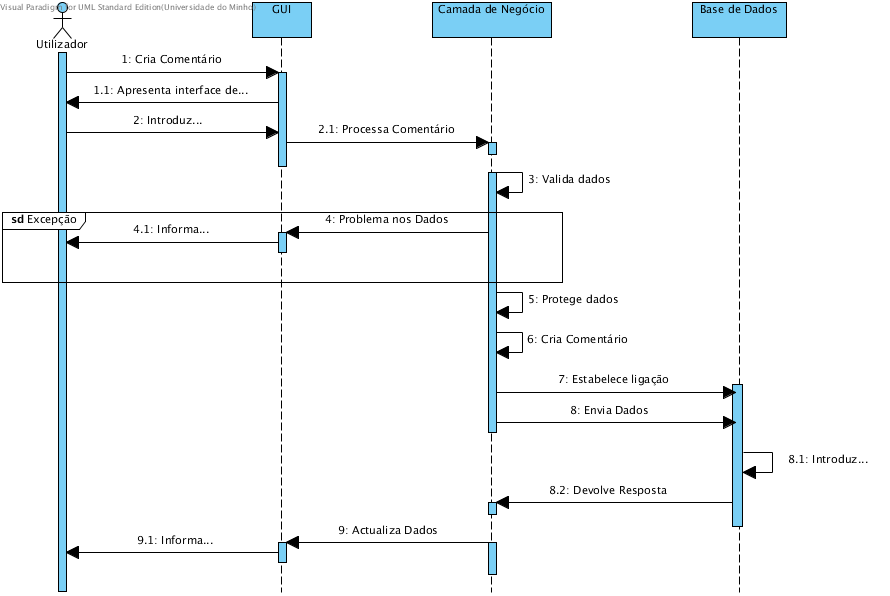 Visual Paradigm for UML Standard Edition(Universidade do Minho)
GUI
Camada de Negócio
Base de Dados
Utilizador
1: Cria Comentário
1.1: Apresenta interface de...
2: Introduz...
2.1: Processa Comentário
3: Valida dados
sd Excepção
4: Problema nos Dados
4.1: Informa...
5: Protege dados
6: Cria Comentário
7: Estabelece ligação
8: Envia Dados
8.1: Introduz...
8.2: Devolve Resposta
9: Actualiza Dados
9.1: Informa...